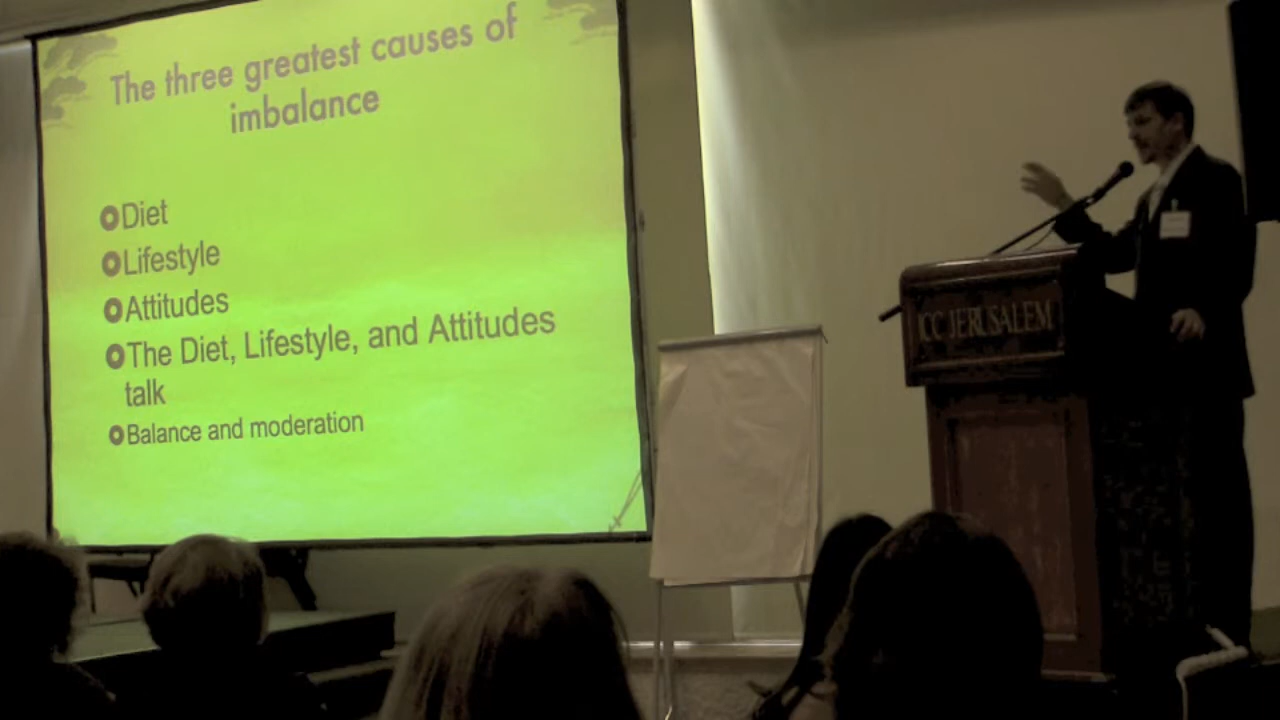 The three greatest causes of
imbalance
Diet
Lifestyle
Attitudes
The Diet, Lifestyle, and Attitudes
talk
Balance and moderation
ICC JERUSALEM